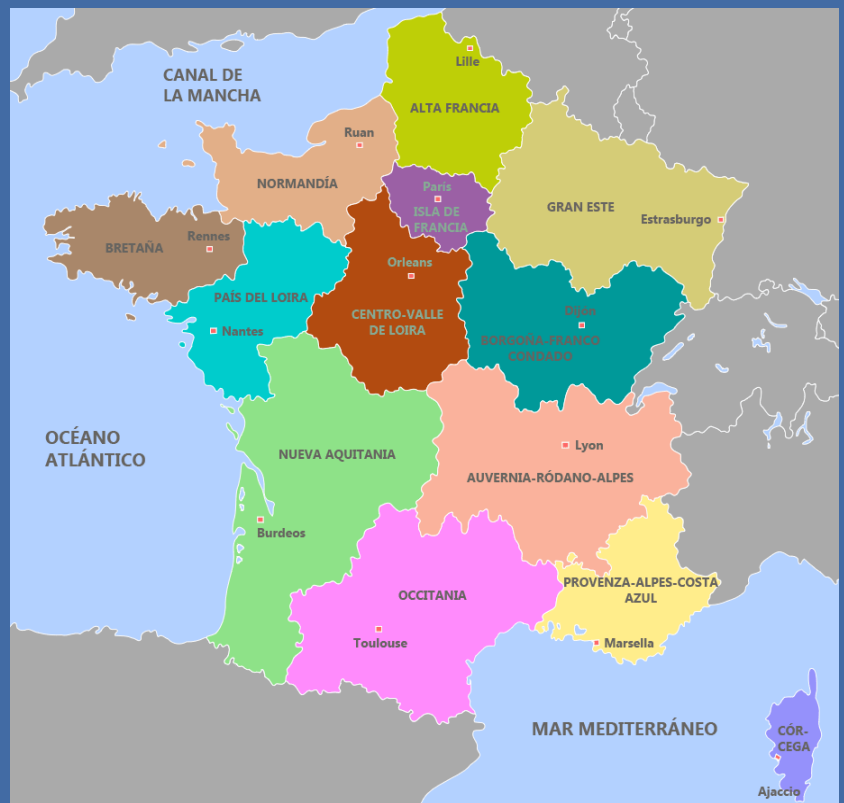 CANAL DE
LA MANCHA
Lille
ALTA FRANCIA
Ruan
NORMANDÍA
París
ISLA DE
FRANCIA
GRAN ESTE
Estrasburgo
BRETAÑA
Rennes
Orleans
PAÍS DEL LOIRA
Nantes
CENTRO-VALLE
DE LOIRA
Dijon
BORGOÑA-FRANCO
CONDADO
OCÉANO
ATLÁNTICO
NUEVA AQUITANIA
Lyon
AUVERNIA-RÓDANO-ALPES
Burdeos
OCCITANIA
Toulouse
PROVENZA-ALPES-COSTA
AZUL
Marsella
MAR MEDITERRÁNEO
CÓR-
CEGA
Ajaccio